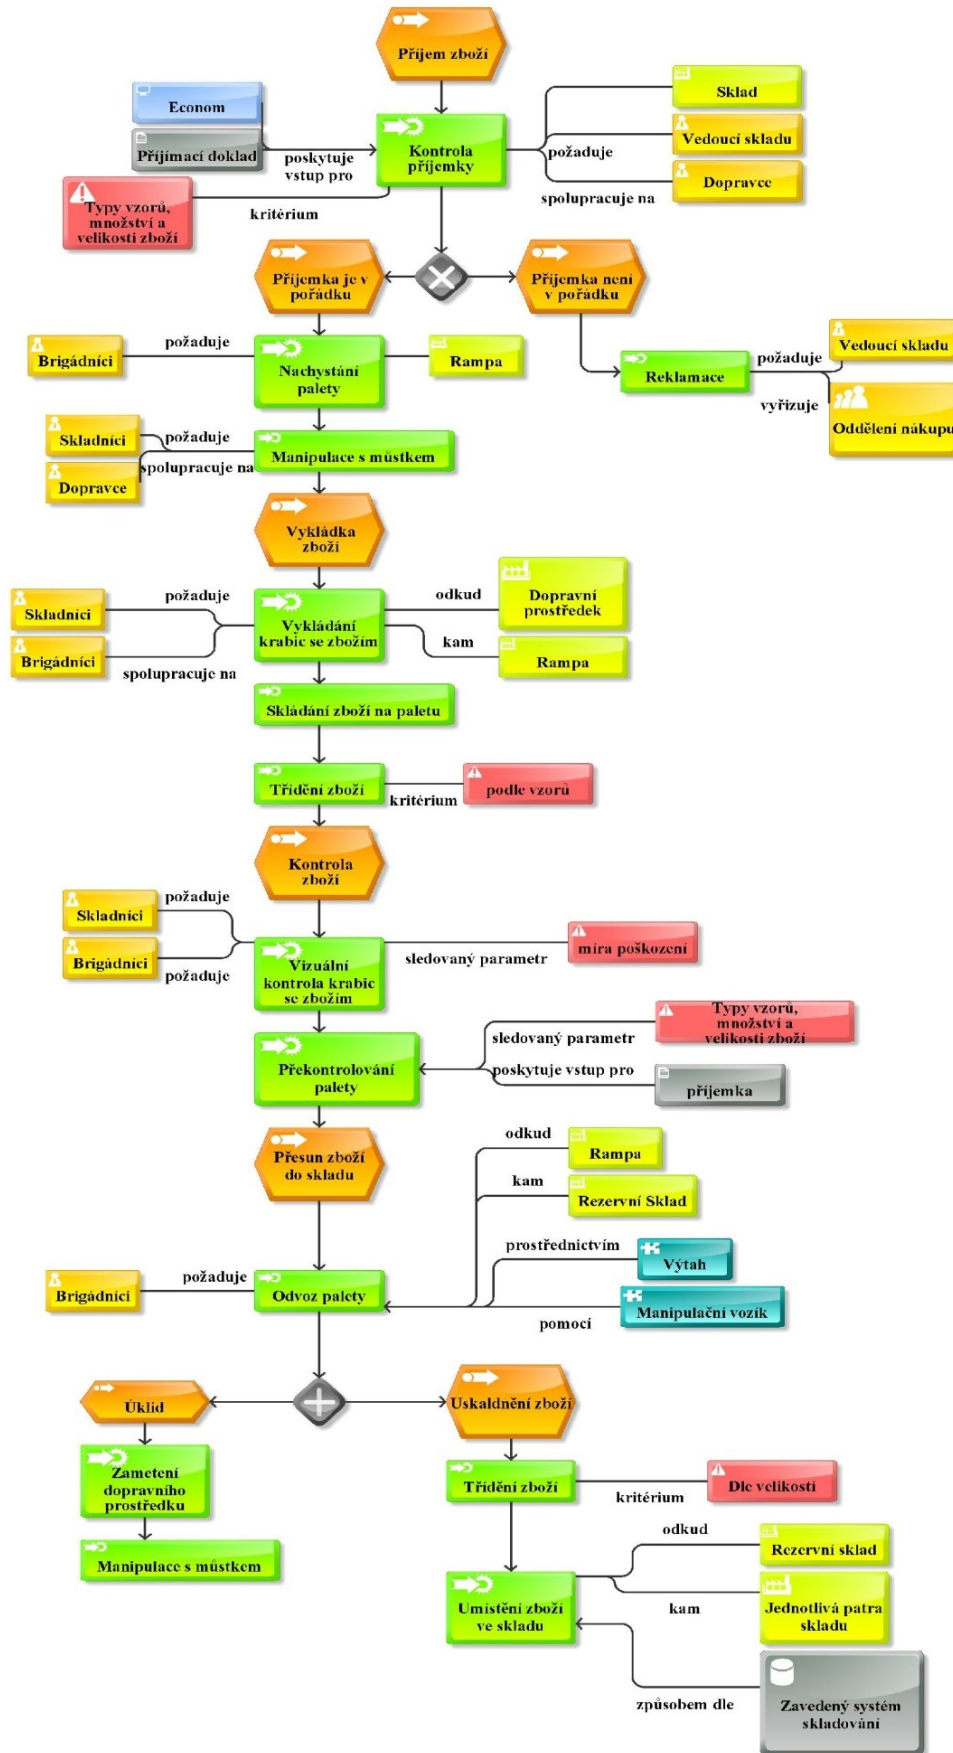 Příjem zboží
Econom
Příjímací doklad
poskytuje
vstup pro
Kontrola
příjemky
Sklad
Vedoucí skladu
požaduje
Dopravce
spolupracuje na
Typy vzorů,
množství a
velikosti zboží
kritérium
Příjemka je v
pořádku
Příjemka není
v pořádku
Brigádníci
požaduje
Nachystání
palety
Rampa
Reklamace
požaduje
Vedoucí skladu
vyřizuje
Oddělení nákupu
Skladníci
požaduje
Dopravce
spolupracuje na
Manipulace s můstkem
Vykládka
zboží
Skladníci
požaduje
Brigádníci
spolupracuje na
Vykládání
krabic se zbožím
odkud
Dopravní
prostředek
kam
Rampa
Skládání zboží na paletu
Třídění zboží
kritérium
podle vzorů
Kontrola
zboží
požaduje
Skladníci
Brigádníci
požaduje
Vizuální
kontrola krabic
se zbožím
sledovaný parametr
míra poškození
Překontrolování
palety
sledovaný parametr
Typy vzorů,
množství a
velikosti zboží
poskytuje vstup pro
příjemka
Přesun zboží
do skladu
odkud
Rampa
kam
Rezervní Sklad
prostřednictvím
Výtah
Brigádníci
požaduje
Odvoz palety
pomocí
Manipulační vozík
Úklid
Uskaldnění zboží
Zametení
dopravního
prostředku
Manipulace s můstkem
Třídění zboží
kritérium
Dle velikosti
Umístění zboží
ve skladu
odkud
Rezervní sklad
kam
Jednotlivá patra
skladu
způsobem dle
Zavedený systém
skladování